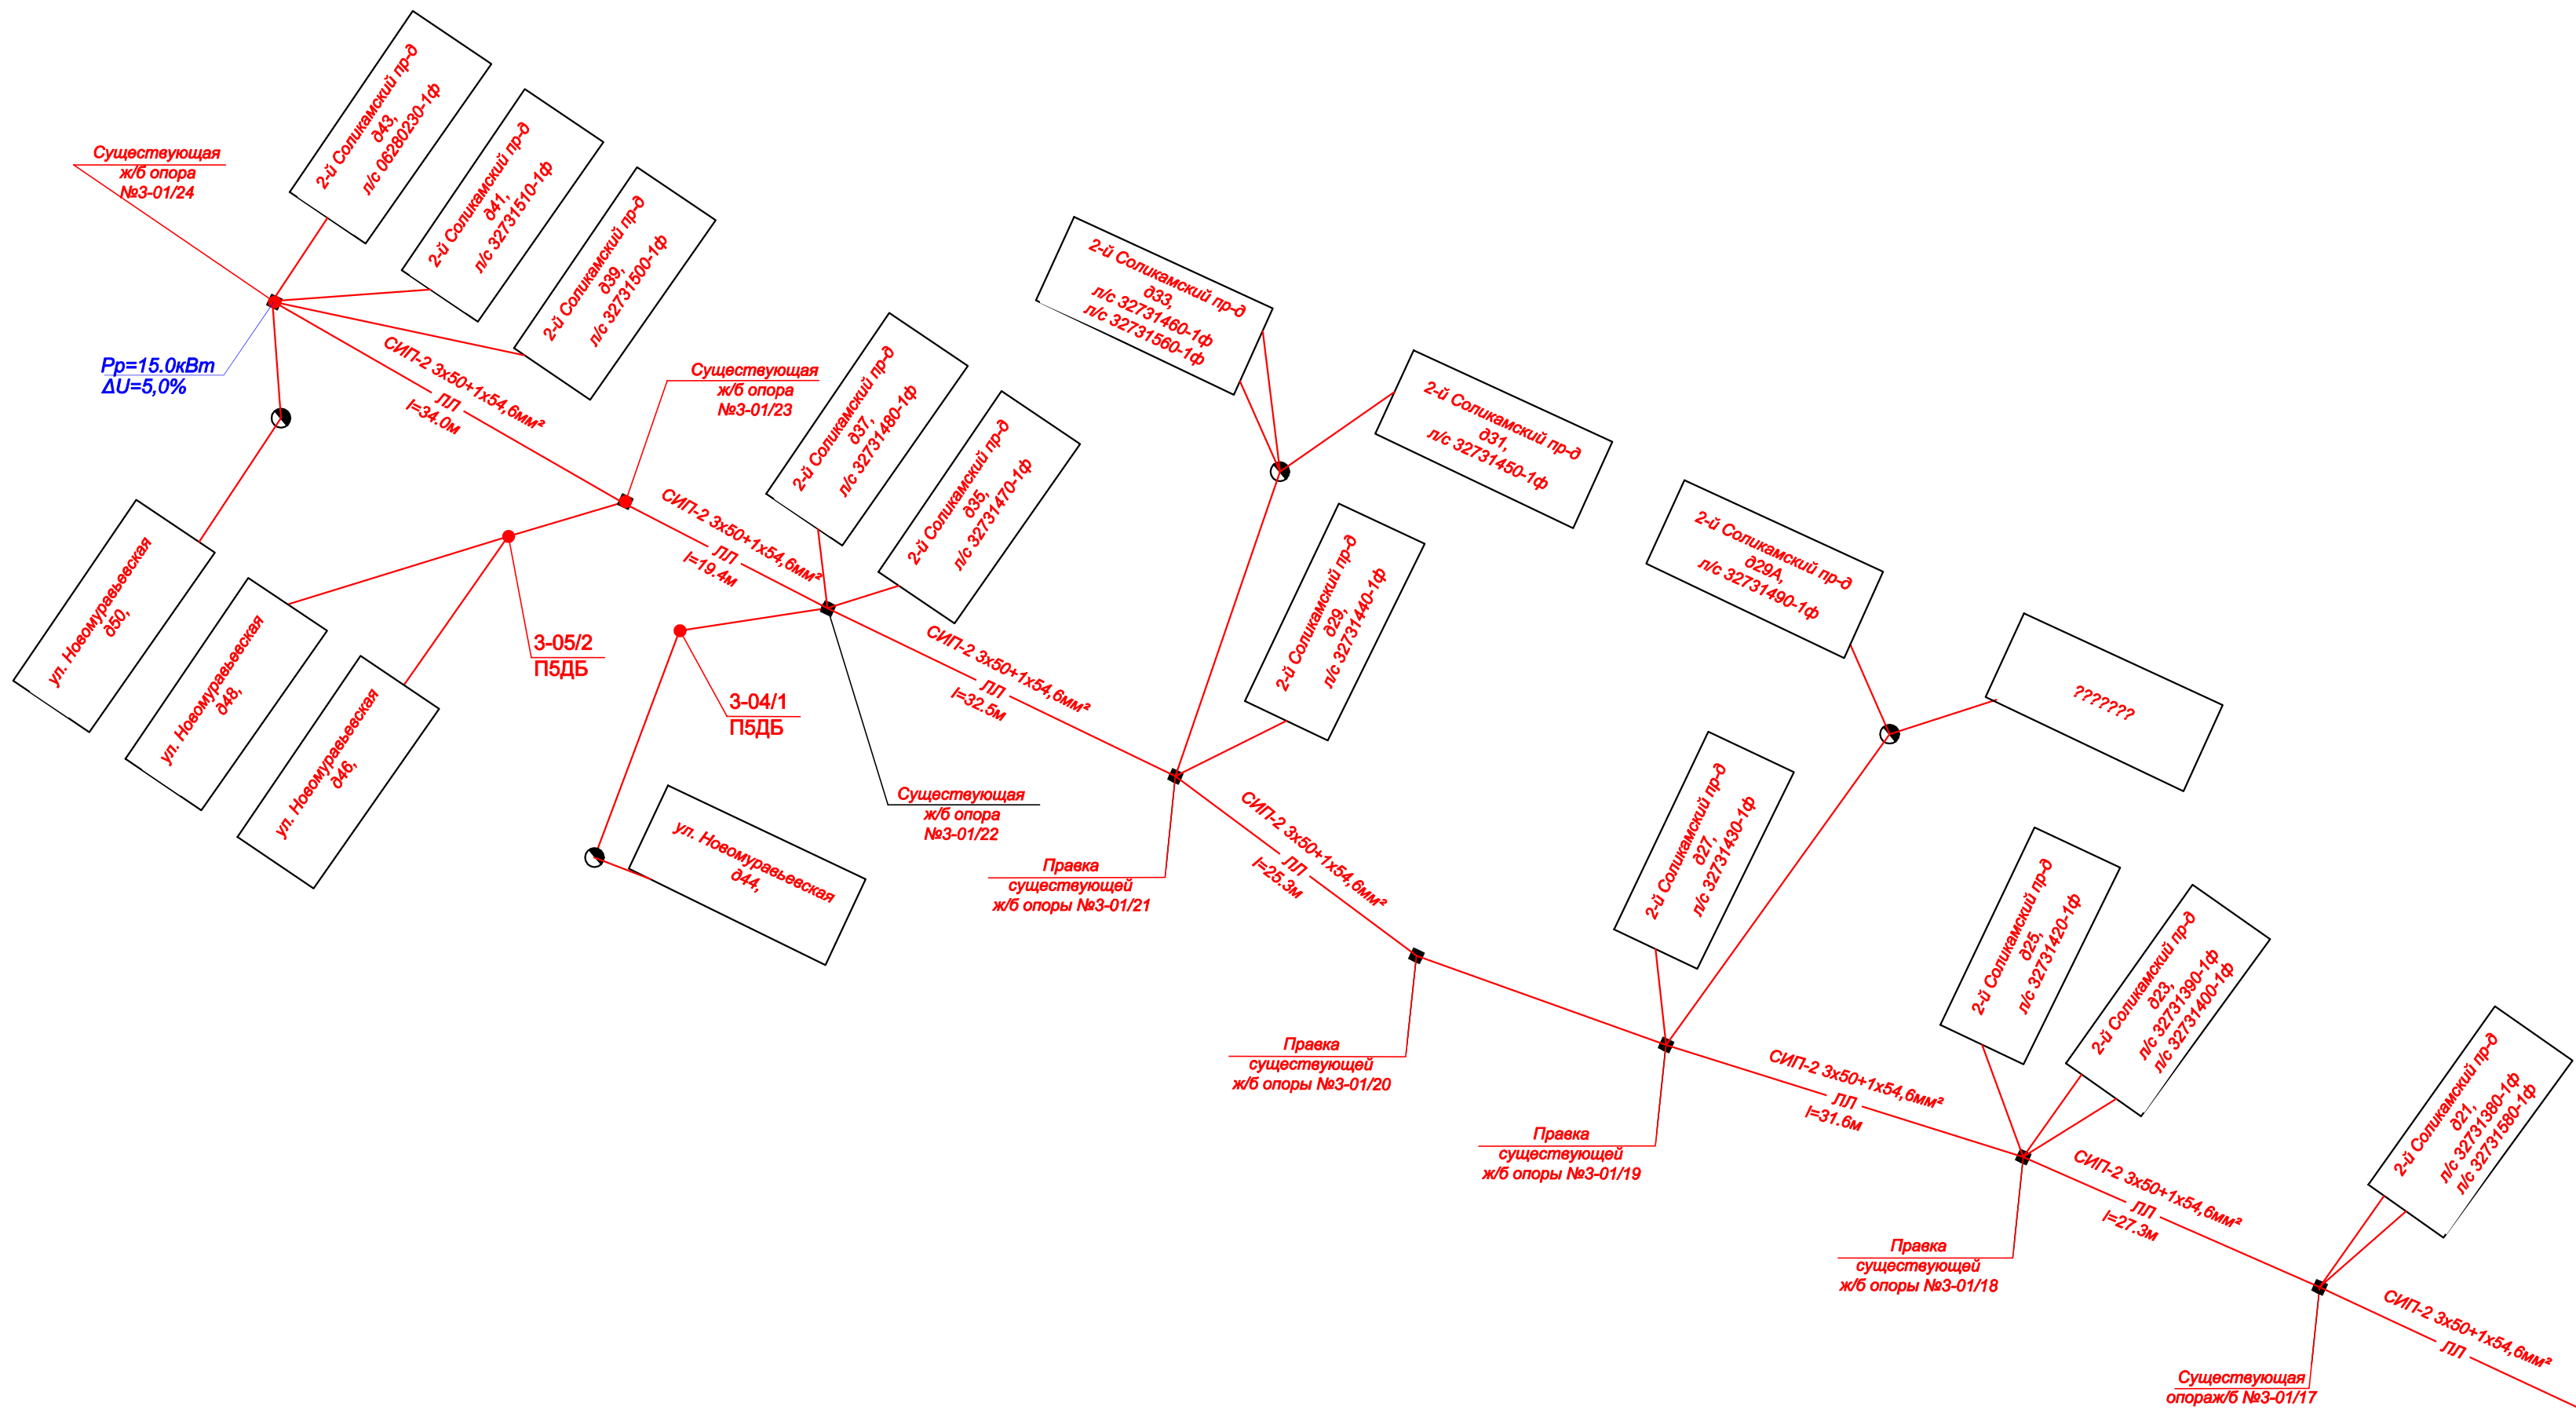 2-й Соликамский пр-д
д43,
л/с 06280230-1ф
2-й Соликамский пр-д
д41,
л/с 32731510-1ф
2-й Соликамский пр-д
д39,
л/с 32731500-1ф
Существующая
ж/б опора
№3-01/24
Рр=15.0кВт
ΔU=5,0%
СИП-2 3х50+1х54,6мм²
ЛЛ
l=34.0м
Существующая
ж/б опора
№3-01/23
2-й Соликамский пр-д
д37,
л/с 32731480-1ф
2-й Соликамский пр-д
д35,
л/с 32731470-1ф
2-й Соликамский пр-д
д33,
л/с 32731460-1ф
л/с 32731560-1ф
2-й Соликамский пр-д
д31,
л/с 32731450-1ф
СИП-2 3х50+1х54,6мм²
ЛЛ
l=19.4м
ул. Новомуравьевская
д50,
ул. Новомуравьевская
д48,
ул. Новомуравьевская
д46,
3-05/2
П5ДБ
3-04/1
П5ДБ
ул. Новомуравьевская
д44,
СИП-2 3х50+1х54,6мм²
ЛЛ
l=32.5м
Существующая
ж/б опора
№3-01/22
2-й Соликамский пр-д
д29,
л/с 32731440-1ф
2-й Соликамский пр-д
д29А,
л/с 32731490-1ф
???????
Правка
существующей
ж/б опоры №3-01/21
СИП-2 3х50+1х54,6мм²
ЛЛ
l=25.3м
2-й Соликамский пр-д
д27,
л/с 32731430-1ф
Правка
существующей
ж/б опоры №3-01/20
Правка
существующей
ж/б опоры №3-01/19
СИП-2 3х50+1х54,6мм²
ЛЛ
l=31.6м
2-й Соликамский пр-д
д25,
л/с 32731420-1ф
2-й Соликамский пр-д
д23,
л/с 32731390-1ф
л/с 32731400-1ф
2-й Соликамский пр-д
д21,
л/с 32731380-1ф
л/с 32731580-1ф
Правка
существующей
ж/б опоры №3-01/18
СИП-2 3х50+1х54,6мм²
ЛЛ
l=27.3м
СИП-2 3х50+1х54,6мм²
ЛЛ
Существующая
опораж/б №3-01/17